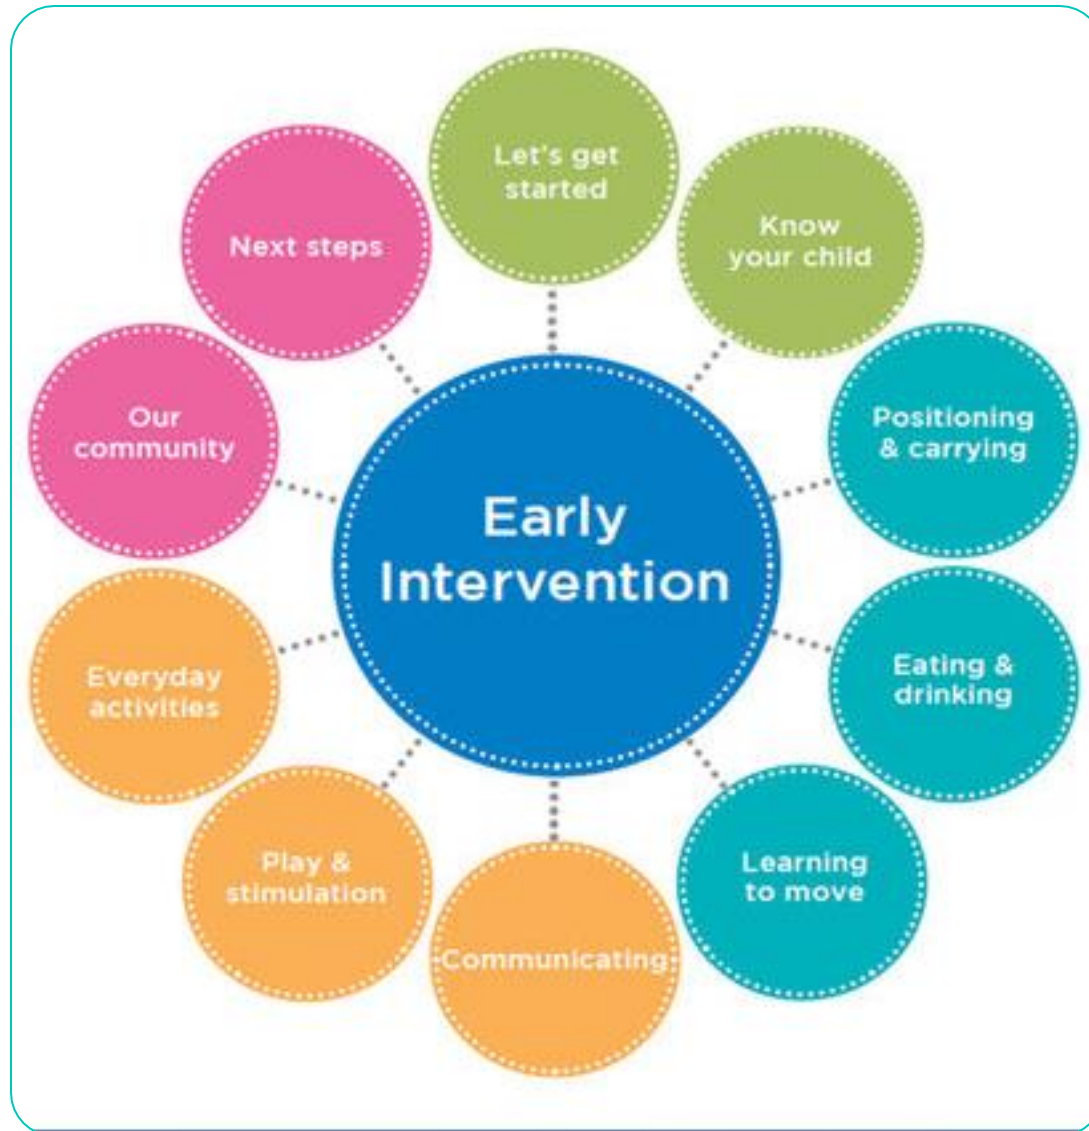 Early
Intervention
Let's get
started
Know
your child
Positioning
& carrying
Eating &
drinking
Learning
to move
Communicating
Play &
stimulation
Everyday
activities
Our
community
Next steps